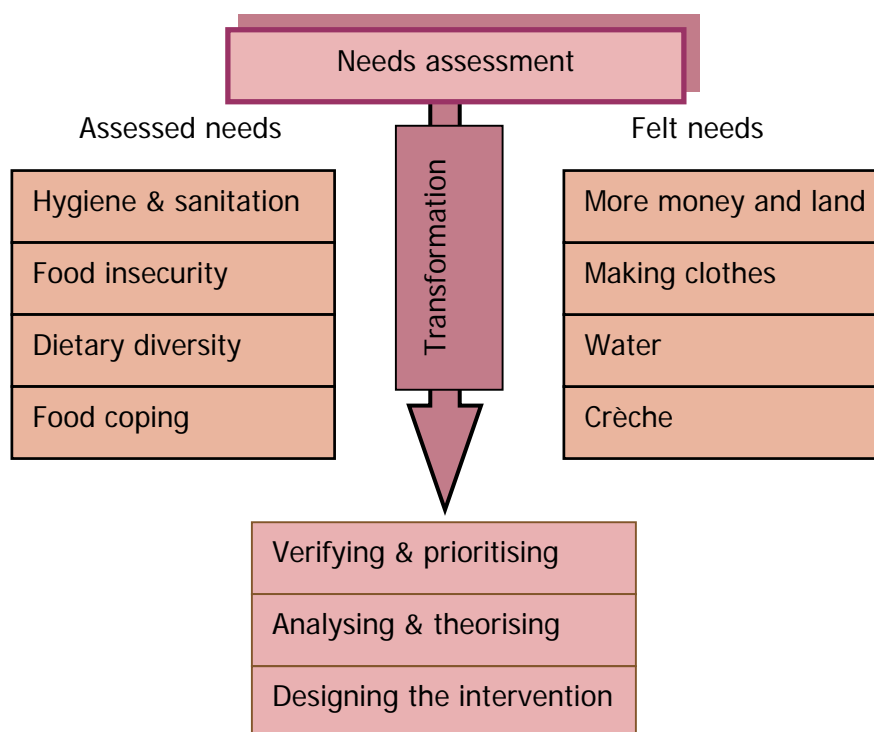 Needs assessment
Assessed needs
Hygiene & sanitation
Food insecurity
Dietary diversity
Food coping
Transformation
Felt needs
More money and land
Making clothes
Water
Crèche
Verifying & prioritising
Analysing & theorising
Designing the intervention